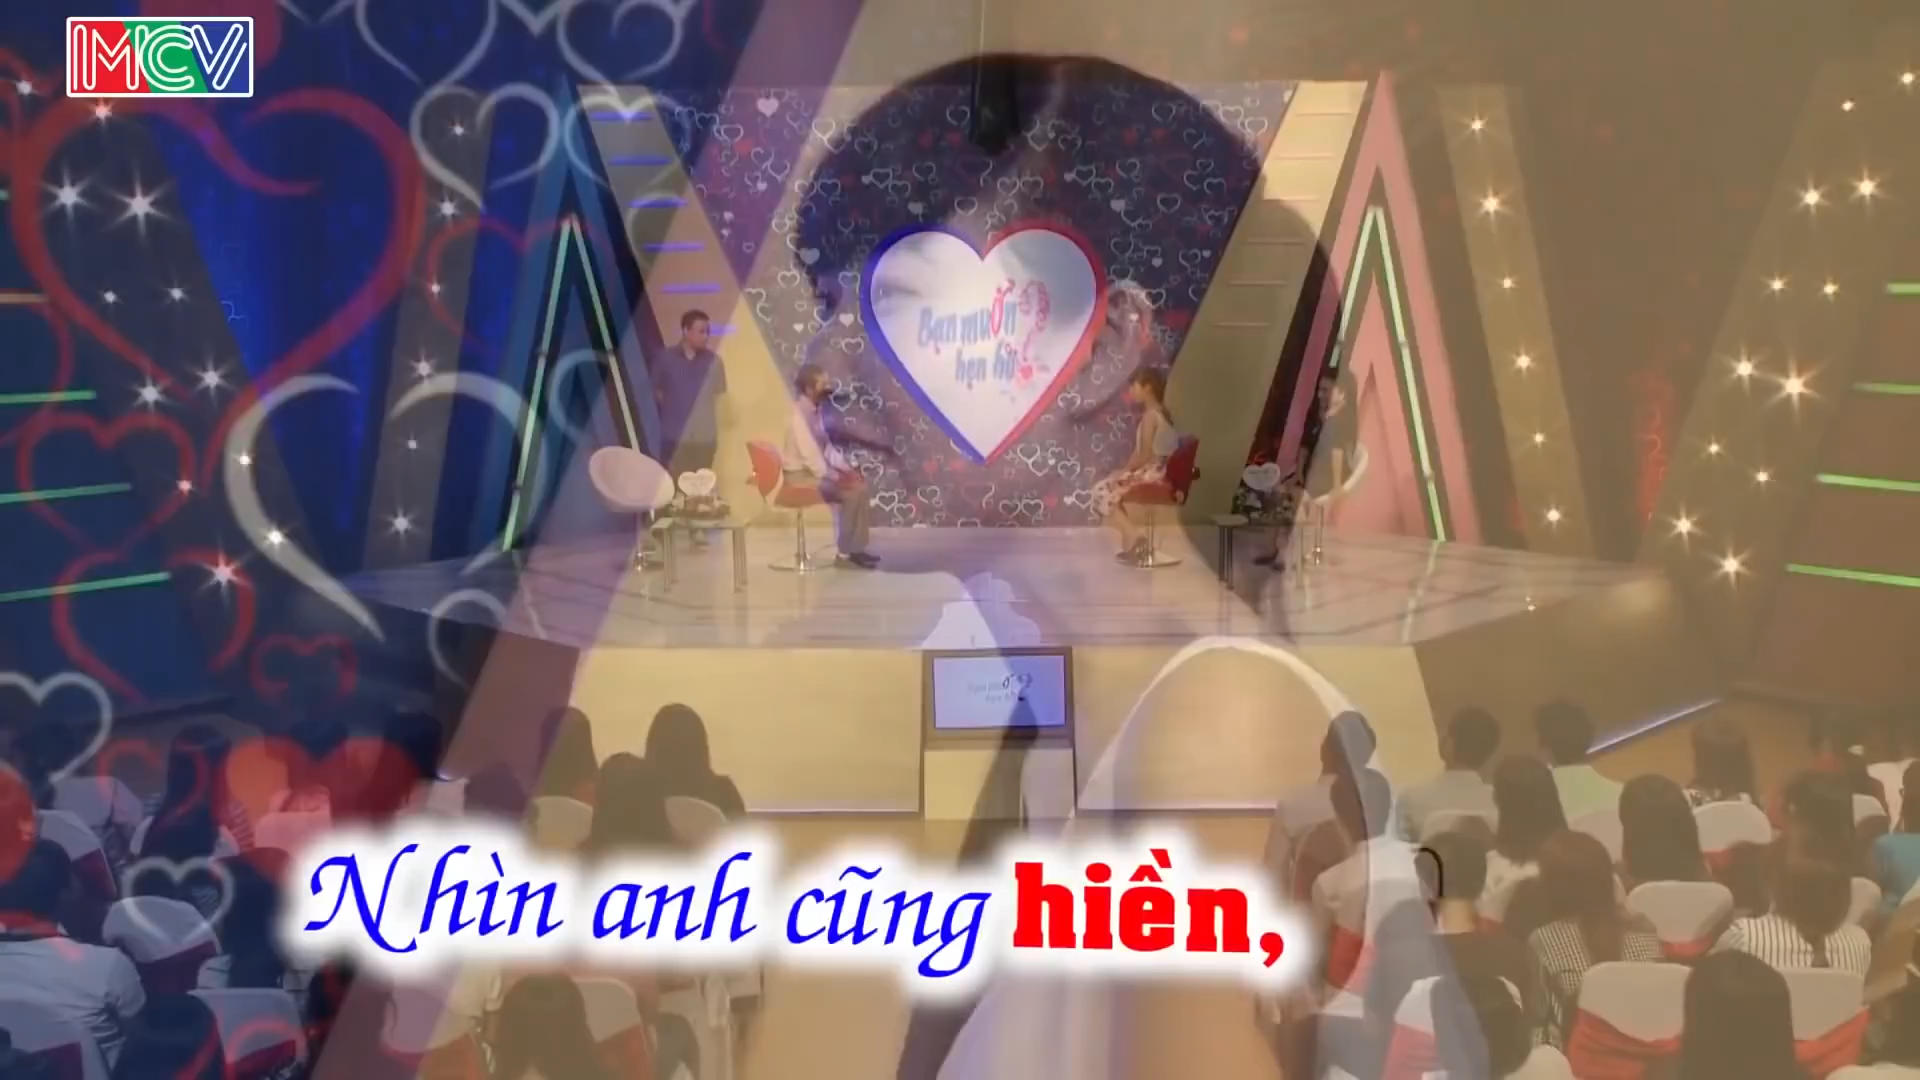 MCV
Bạn muốn
hẹn hò
Nhìn anh cũng hiền,